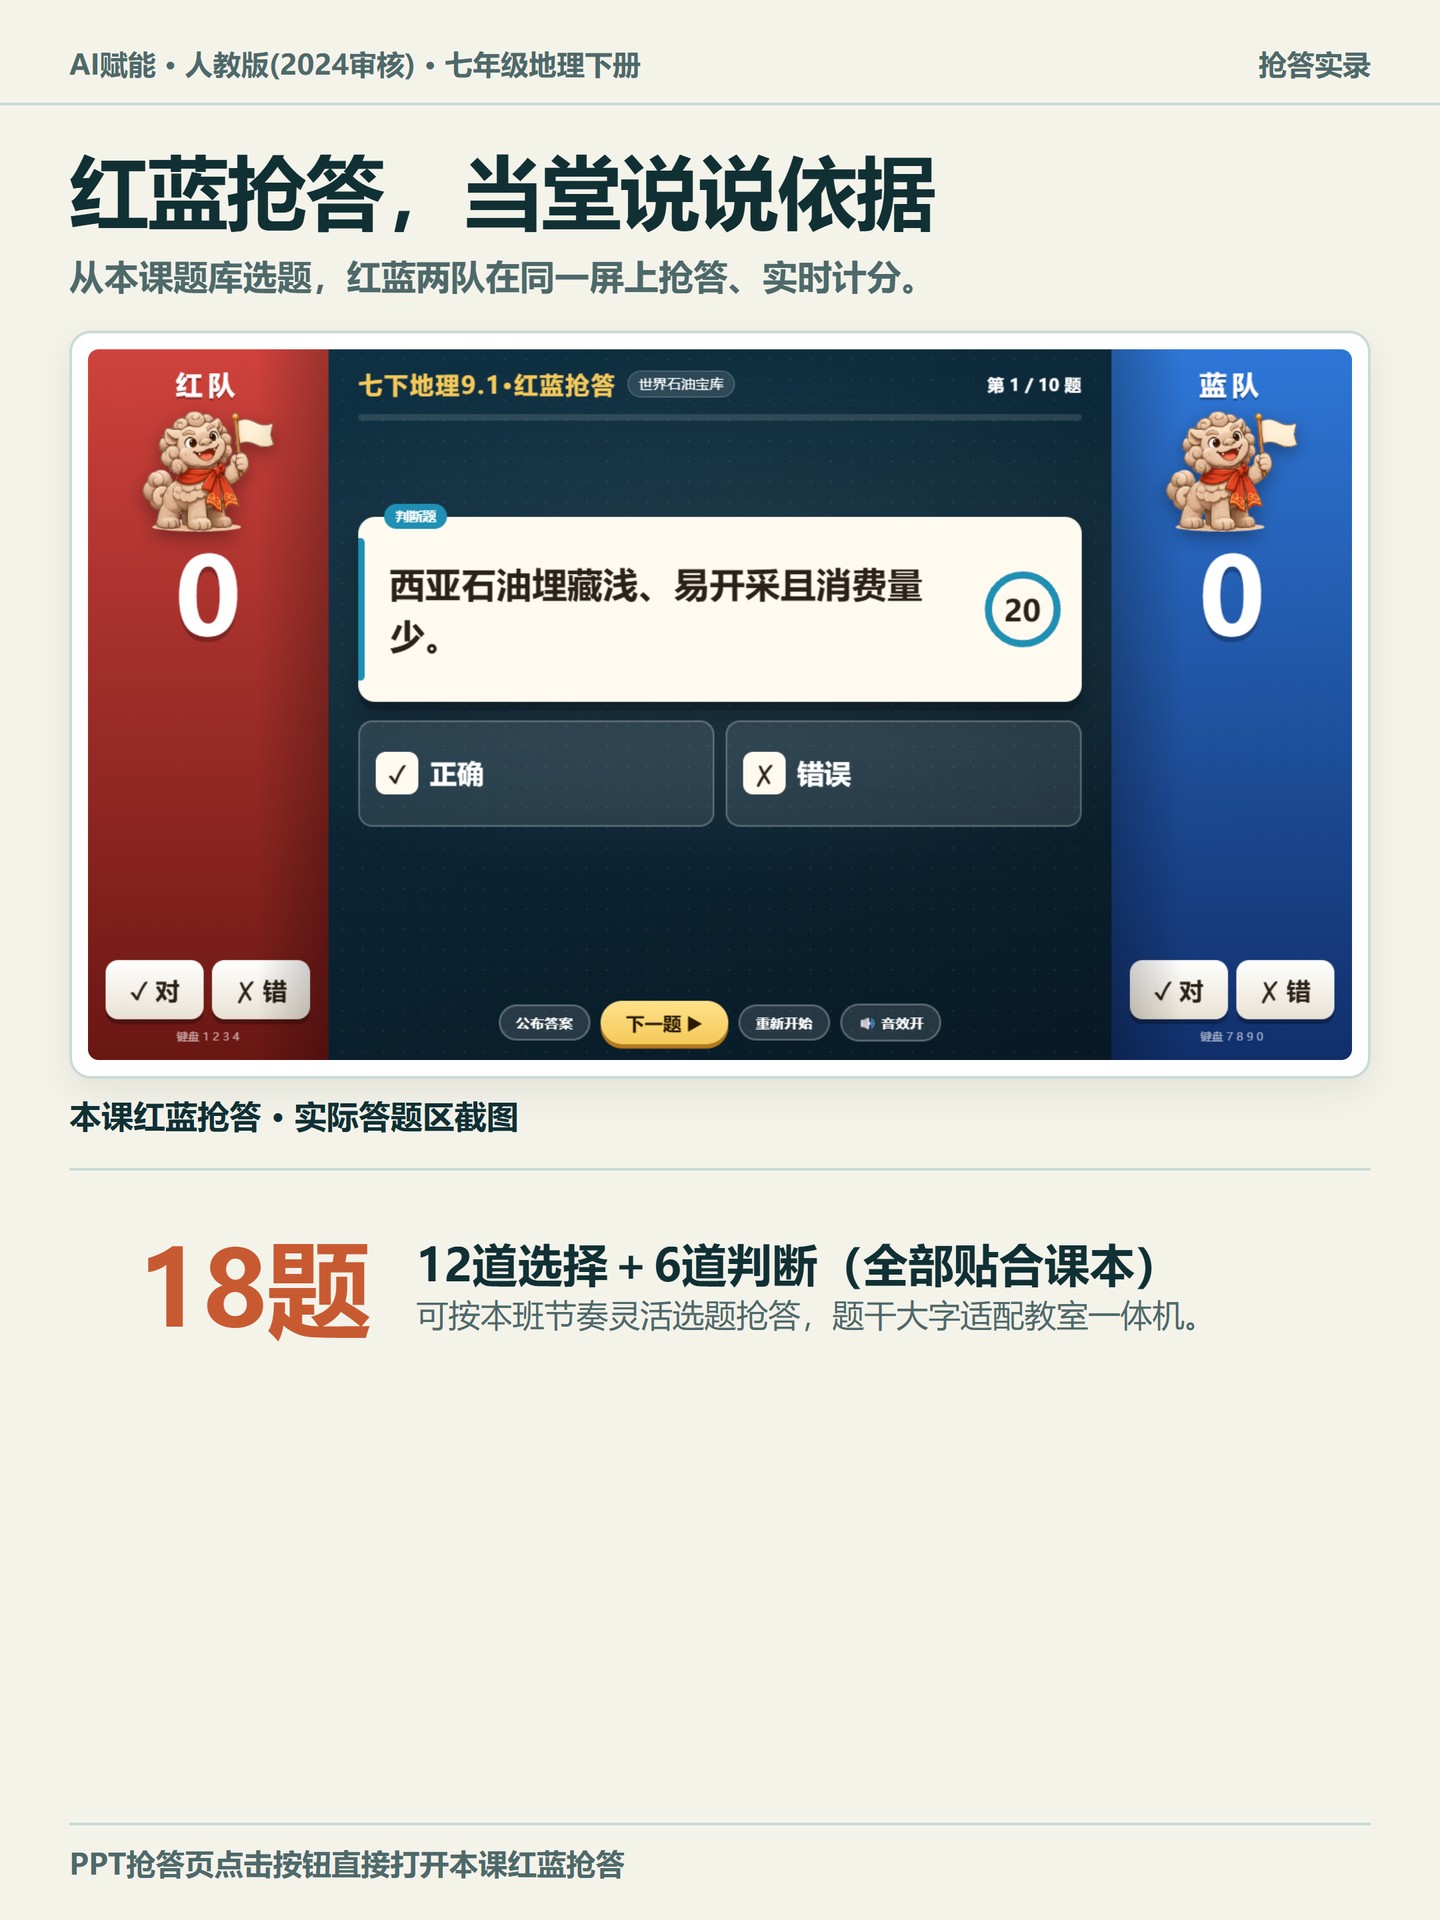 AI赋能 • 人教版(2024审核) • 七年级地理下册
抢答实录
红蓝抢答，当堂说说依据
从本课题库选题，红蓝两队在同一屏上抢答、实时计分。
红队
0
✓ 对
✗ 错
键盘 1 2 3 4
七下地理9.1•红蓝抢答
世界石油宝库
第 1 / 10 题
判断题
西亚石油埋藏浅、易开采且消费量
少。
20
✓ 正确
✗ 错误
公布答案
下一题 ▶
重新开始
音效开
蓝队
0
✓ 对
✗ 错
键盘 7 8 9 0
本课红蓝抢答 • 实际答题区截图
18题
12道选择 + 6道判断（全部贴合课本）
可按本班节奏灵活选题抢答，题干大字适配教室一体机。
PPT抢答页点击按钮直接打开本课红蓝抢答